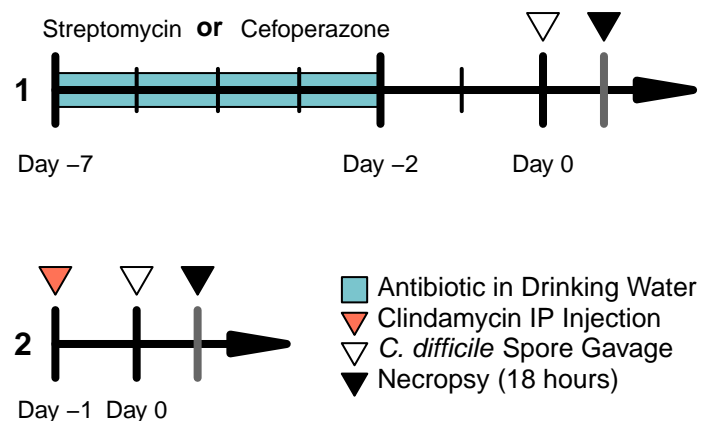 Streptomycin or Cefoperazone
1
Day −7 Day −2 Day 0
2
Day −1 Day 0
Antibiotic in Drinking Water
Clindamycin IP Injection
C. difficile Spore Gavage
Necropsy (18 hours)